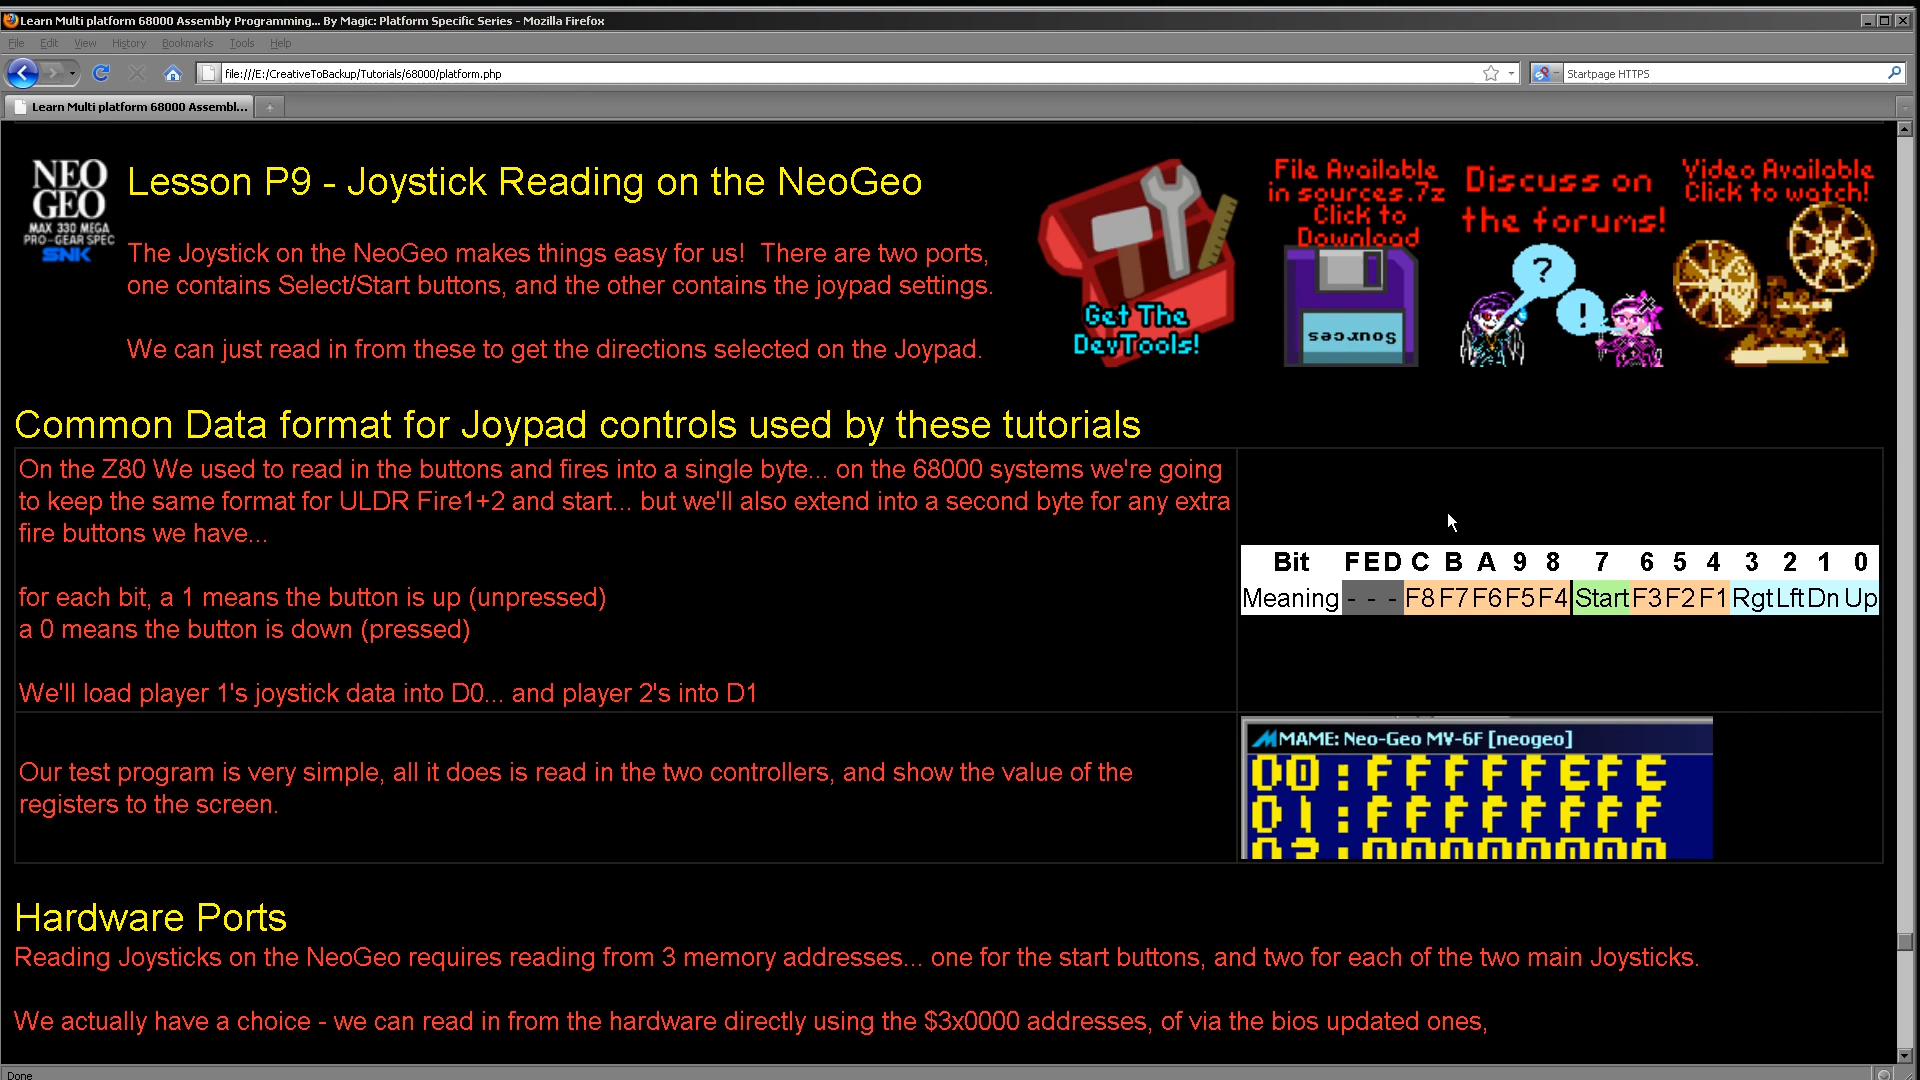 Learn Multi platform 68000 Assembly Programming... By Magic: Platform Specific Series - Mozilla Firefox
File Edit View History Bookmarks Tools Help
file:///E:/CreativeToBackup/Tutorials/68000/platform.php
Startpage HTTPS
Learn Multi platform 68000 Assembl...
NEO
GEO
MAX 330 MEGA
PRO-GEAR SPEC
SNK
Lesson P9 - Joystick Reading on the NeoGeo
The Joystick on the NeoGeo makes things easy for us! There are two ports,
one contains Select/Start buttons, and the other contains the joypad settings.
We can just read in from these to get the directions selected on the Joypad.
Get The
DevTools!
File Available
in sources.7z
Click to
Download
Sources
Discuss on
the forums!
?
!
Video Available
Click to watch!
Common Data format for Joypad controls used by these tutorials
On the Z80 We used to read in the buttons and fires into a single byte... on the 68000 systems we're going
to keep the same format for ULDR Fire1+2 and start... but we'll also extend into a second byte for any extra
fire buttons we have...
for each bit, a 1 means the button is up (unpressed)
a 0 means the button is down (pressed)
We'll load player 1's joystick data into D0... and player 2's into D1
Bit F E D C B A 9 8 7 6 5 4 3 2 1 0
Meaning - - - F8 F7 F6 F5 F4 Start F3 F2 F1 Rgt Lft Dn Up
Our test program is very simple, all it does is read in the two controllers, and show the value of the
registers to the screen.
MAME: Neo-Geo MV-6F [neogeo]
D0:FFFFFEFE
D1:FFFFFFFF
Hardware Ports
Reading Joysticks on the NeoGeo requires reading from 3 memory addresses... one for the start buttons, and two for each of the two main Joysticks.
We actually have a choice - we can read in from the hardware directly using the $3x0000 addresses, of via the bios updated ones,
Done